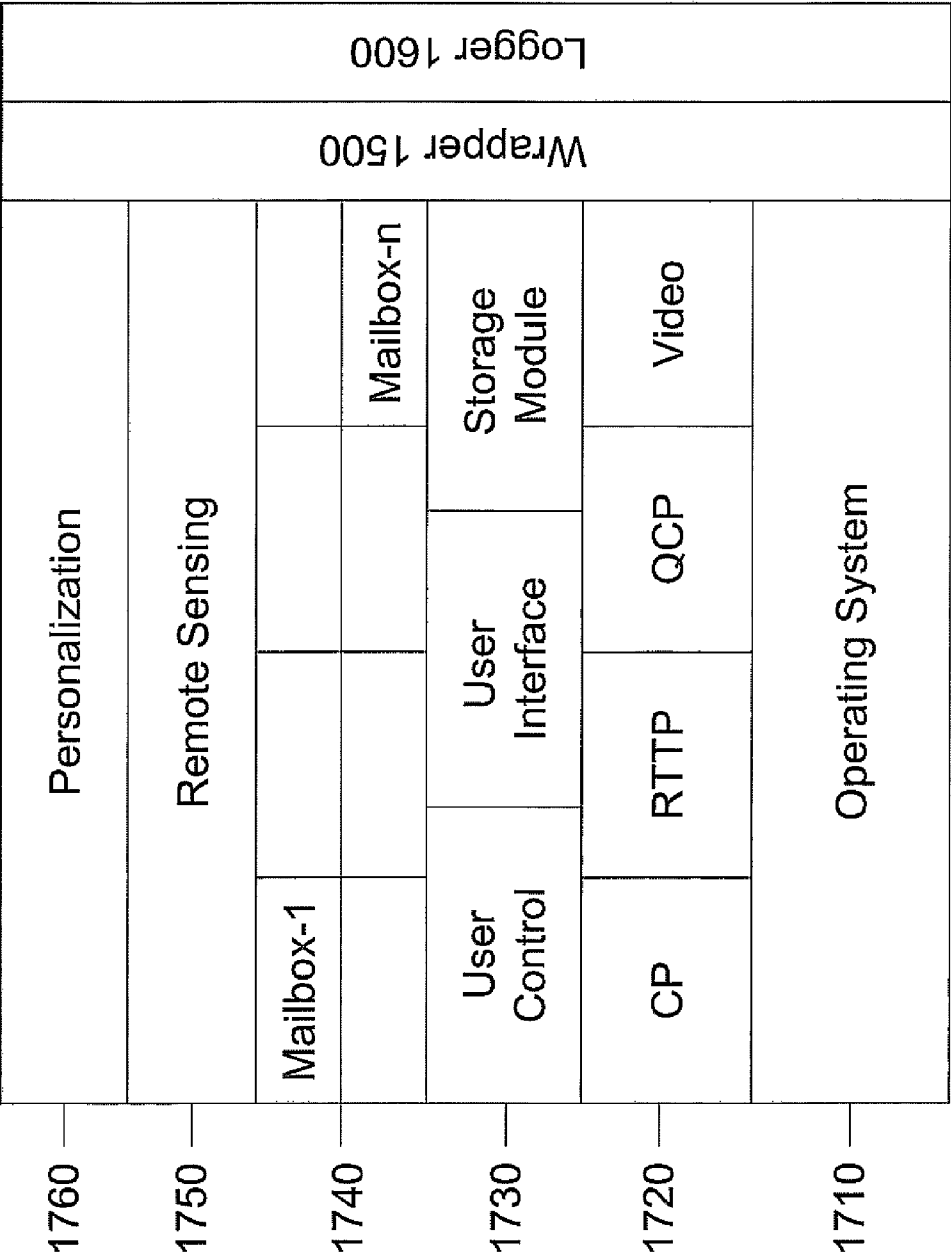 1760
Personalization
1750
Remote Sensing
1740
Mailbox-1
Mailbox-n
1730
User
Control
User
Interface
Storage
Module
1720
CP
RTTP
QCP
Video
1710
Operating System
Wrapper 1500
Logger 1600